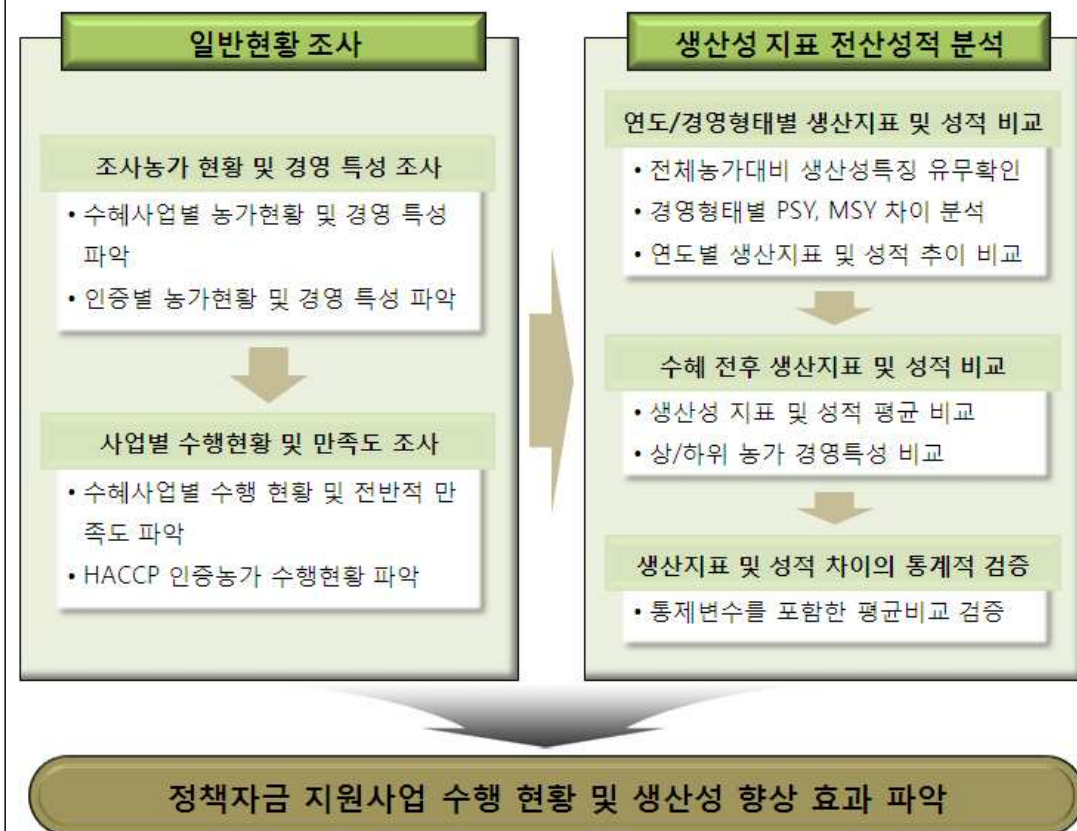 일반현황 조사
조사농가 현황 및 경영 특성 조사
• 수혜사업별 농가현황 및 경영 특성
파악
• 인증별 농가현황 및 경영 특성 파악
사업별 수행현황 및 만족도 조사
• 수혜사업별 수행 현황 및 전반적 만
족도 파악
• HACCP 인증농가 수행현황 파악
생산성 지표 전산성적 분석
연도/경영형태별 생산지표 및 성적 비교
• 전체농가대비 생산성특징 유무확인
• 경영형태별 PSY, MSY 차이 분석
• 연도별 생산지표 및 성적 추이 비교
수혜 전후 생산지표 및 성적 비교
• 생산성 지표 및 성적 평균 비교
• 상/하위 농가 경영특성 비교
생산지표 및 성적 차이의 통계적 검증
• 통제변수를 포함한 평균비교 검증
정책자금 지원사업 수행 현황 및 생산성 향상 효과 파악